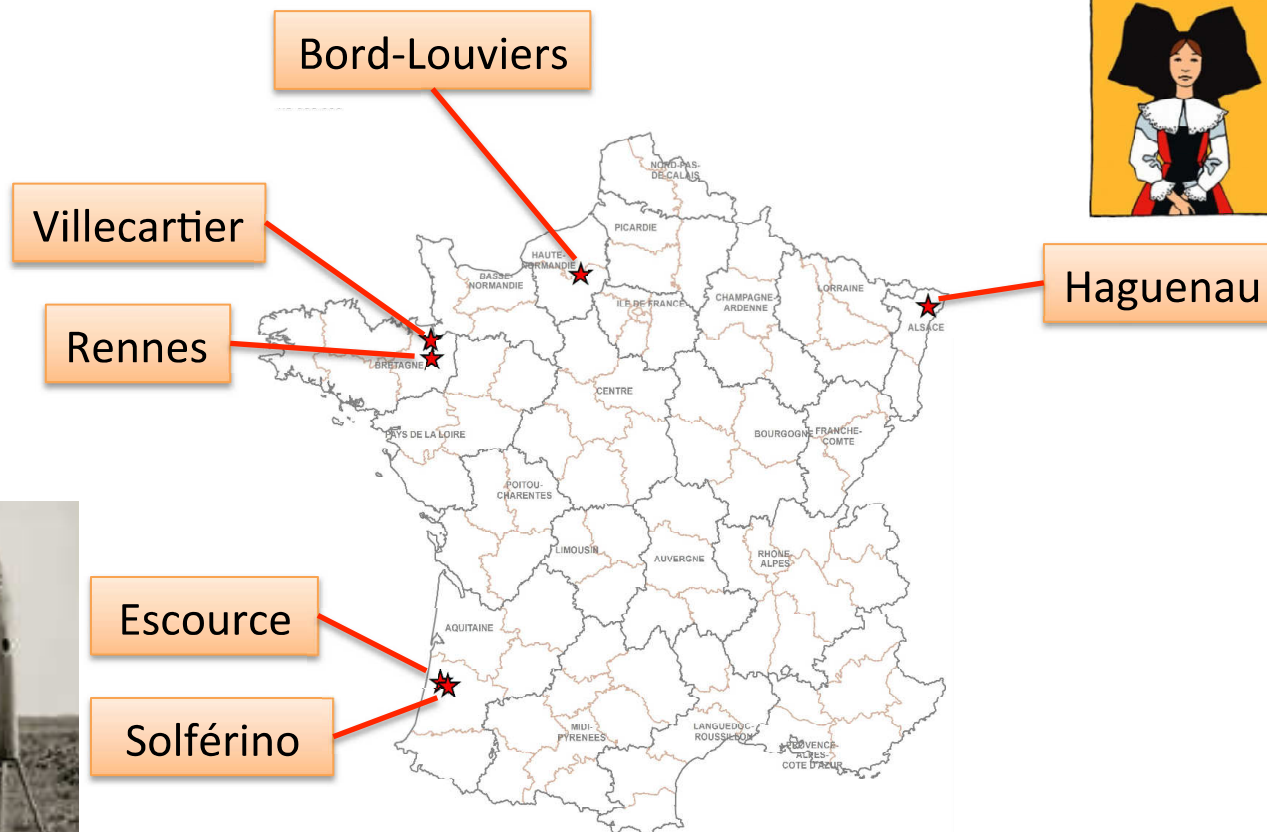 Bord-Louviers
Villecartier
Rennes
Haguenau
Escource
Solférino
NORD-PAS-
DE-CALAIS
PICARDIE
HAUTE-
NORMANDIE
BASSE-
NORMANDIE
ILE DE FRANCE
CHAMPAGNE
ARDENNE
LORRAINE
ALSACE
BRETAGNE
CENTRE
PAYS DE LA LOIRE
BOURGOGNE
FRANCHE-
COMTE
POITOU-
CHARENTES
LIMOUSIN
AUVERGNE
RHONE
ALPES
AQUITAINE
MIDI-
PYRENEES
LANGUEDOC-
ROUSSILLON
PROVENCE-
ALPES-
COTE D'AZUR